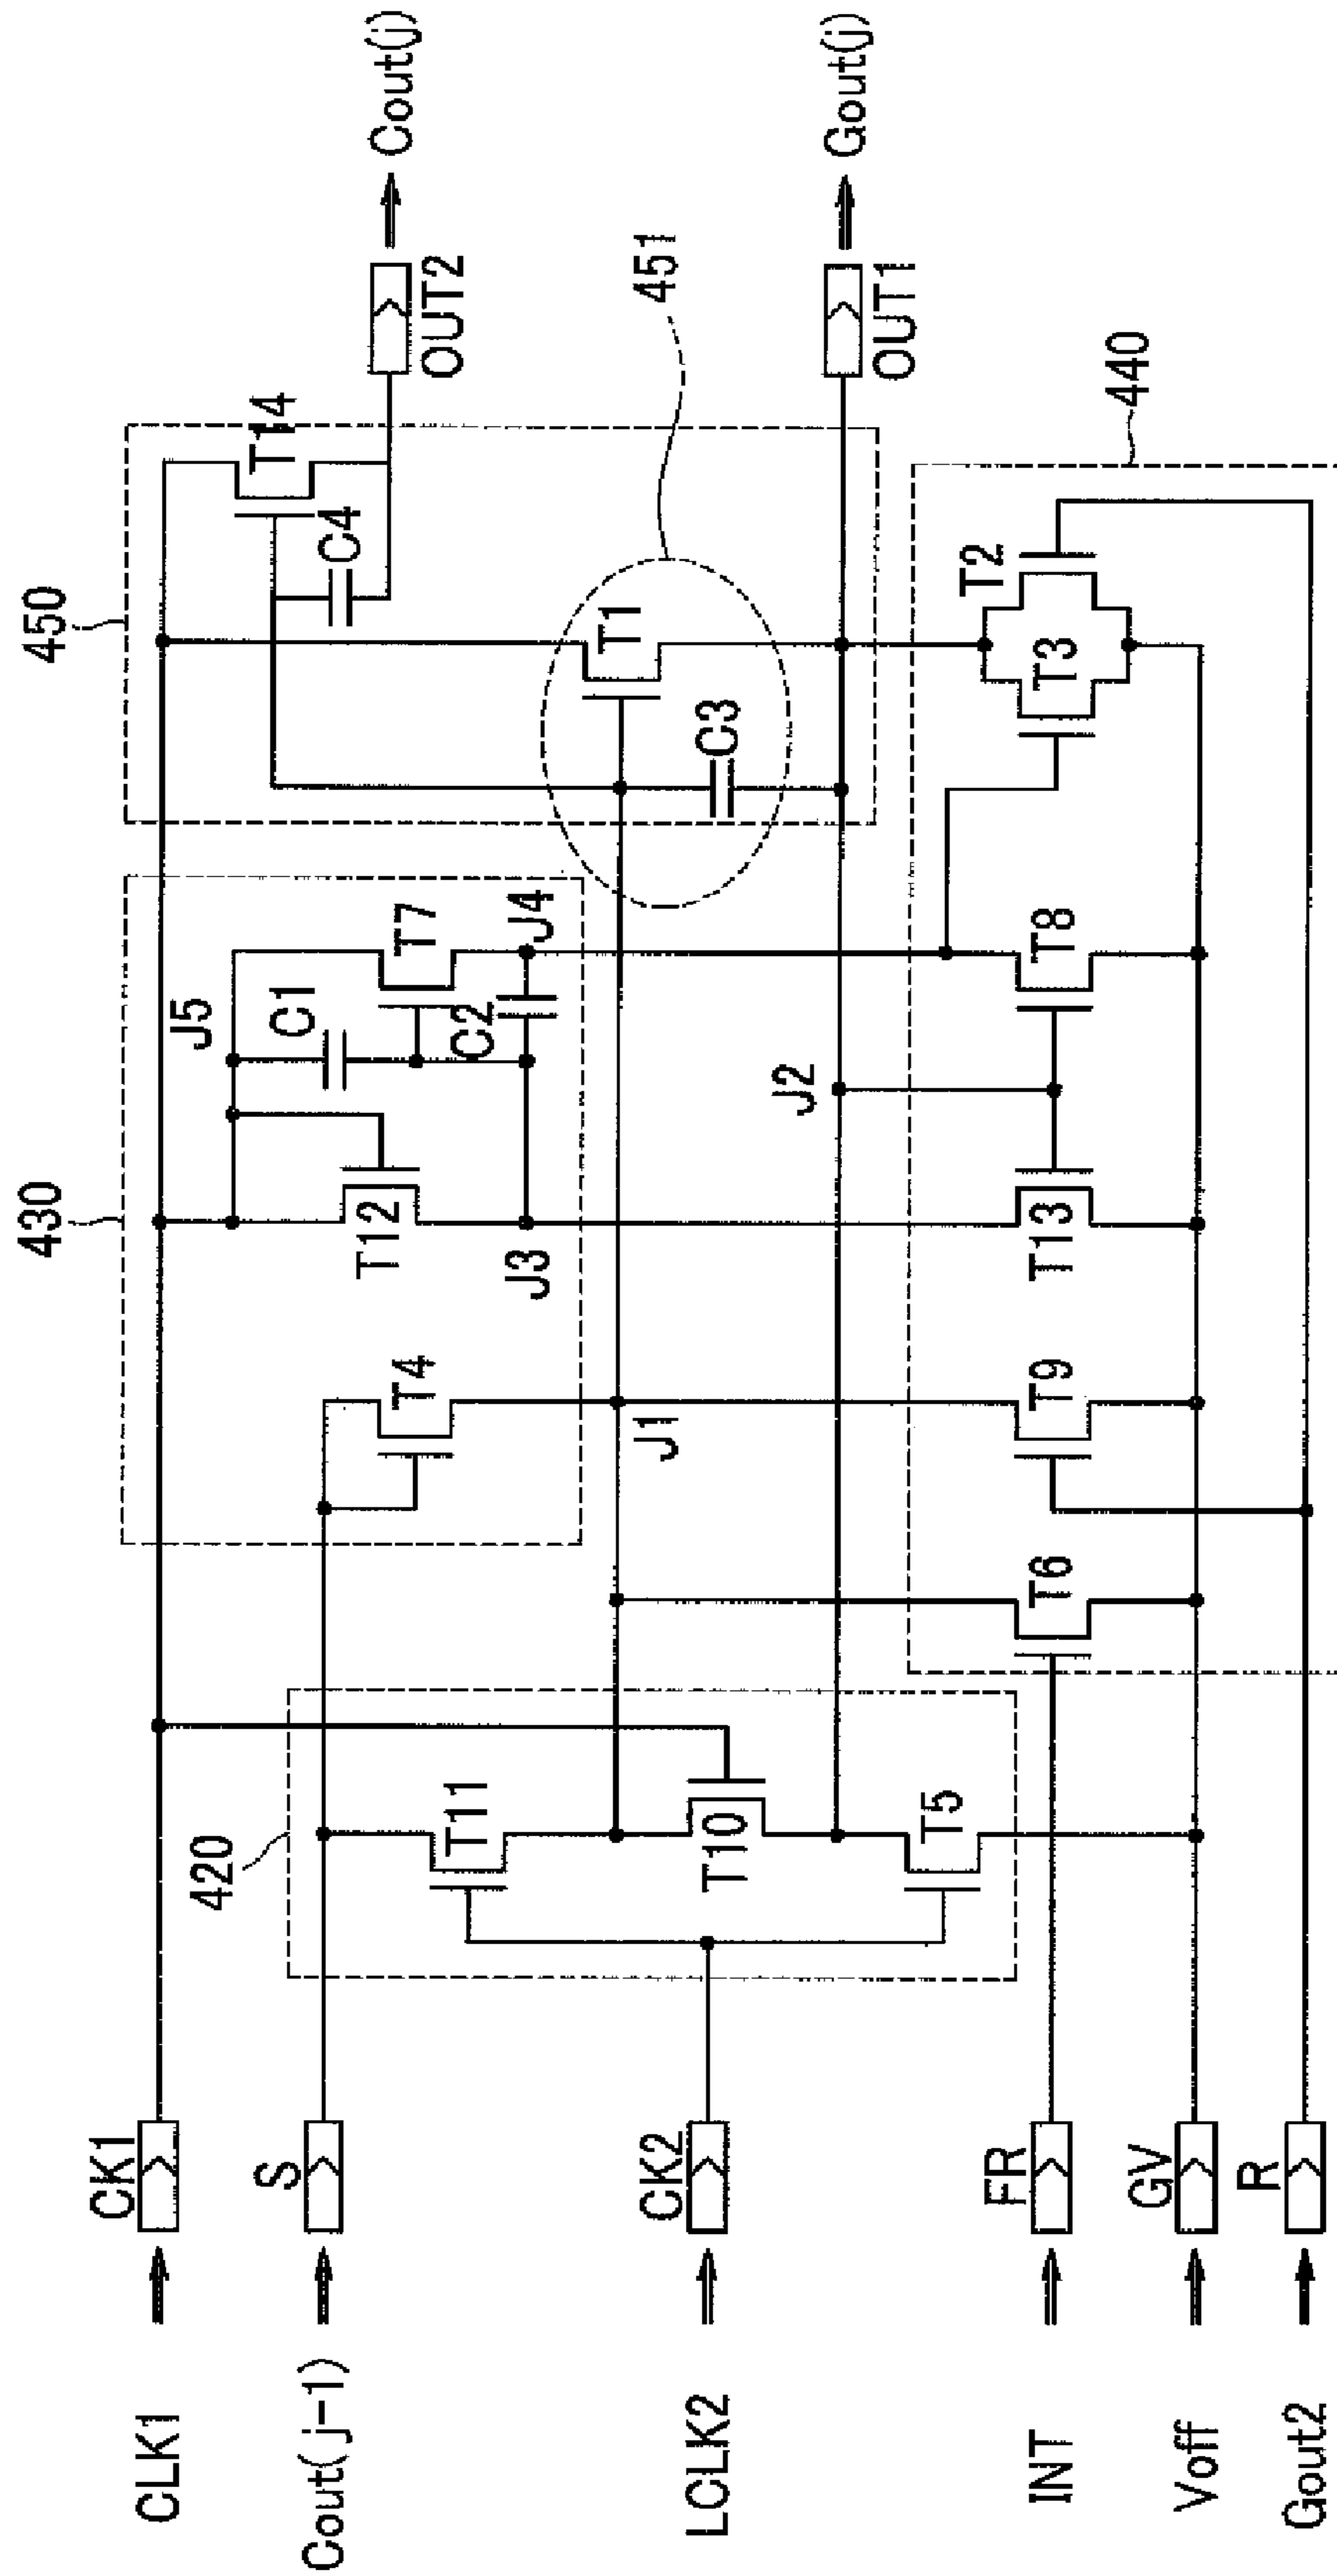 CLK1
CK1
Cout(j-1)
S
LCLK2
CK2
INT
FR
Voff
GV
Gout2
R
420
T11
T10
T5
430
T4
T12
J5
C1
T7
C2
J3
J4
J1
J2
450
T14
C4
T1
C3
451
OUT2
Cout(j)
OUT1
Gout(j)
440
T6
T9
T13
T8
T3
T2